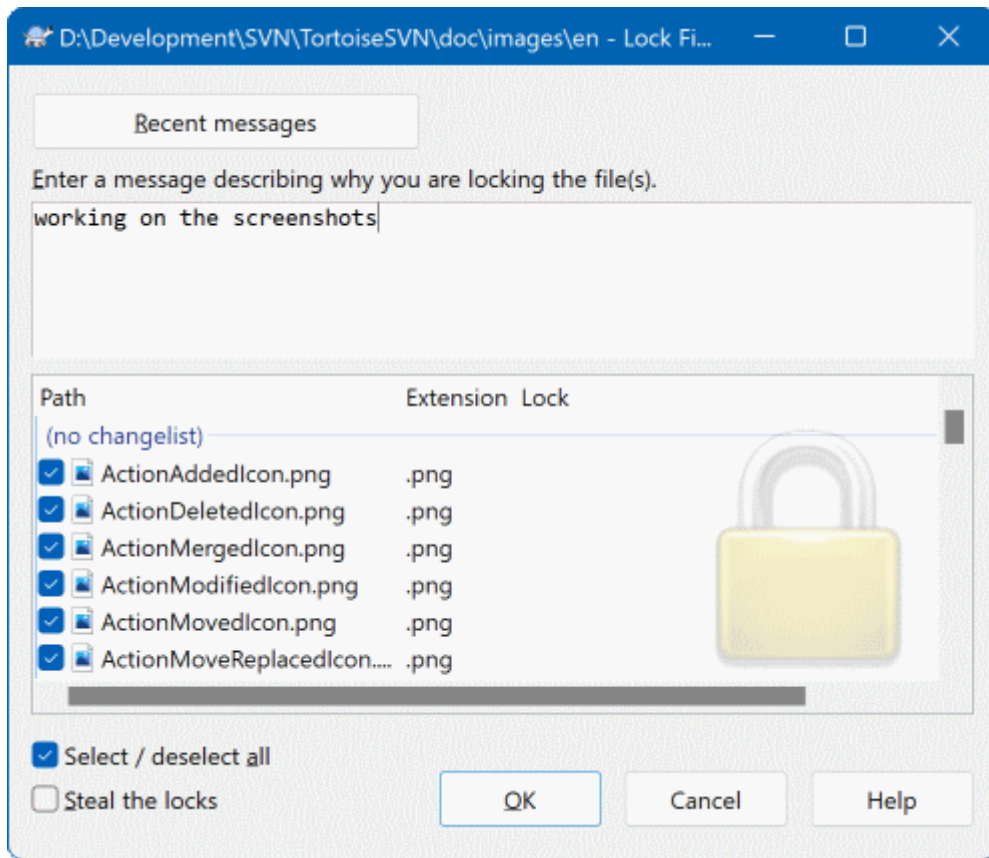 D:\Development\SVN\TortoiseSVN\doc\images\en - Lock Fi...
Recent messages
Enter a message describing why you are locking the file(s).
working on the screenshots
Path Extension Lock
(no changelist)
ActionAddedIcon.png .png
ActionDeletedIcon.png .png
ActionMergedIcon.png .png
ActionModifiedIcon.png .png
ActionMovedIcon.png .png
ActionMoveReplacedIcon.... .png
Select / deselect all
Steal the locks
OK Cancel Help